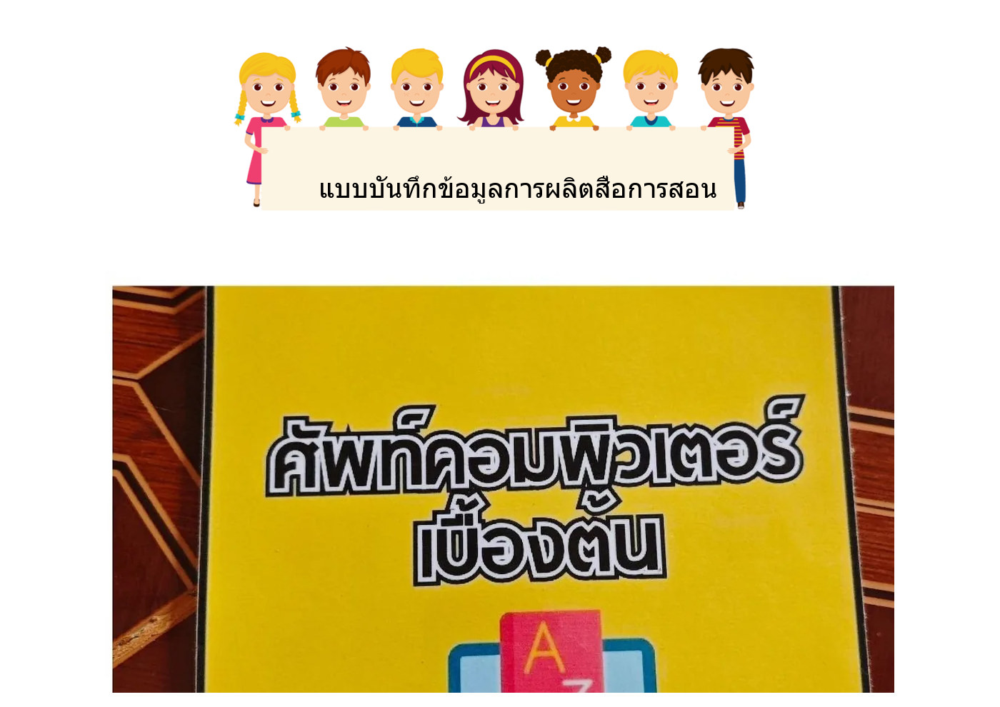 แบบบันทึกข้อมูลการผลิตสื่อการสอน
ศัพท์คอมพิวเตอร์
เบื้องต้น
A
Z